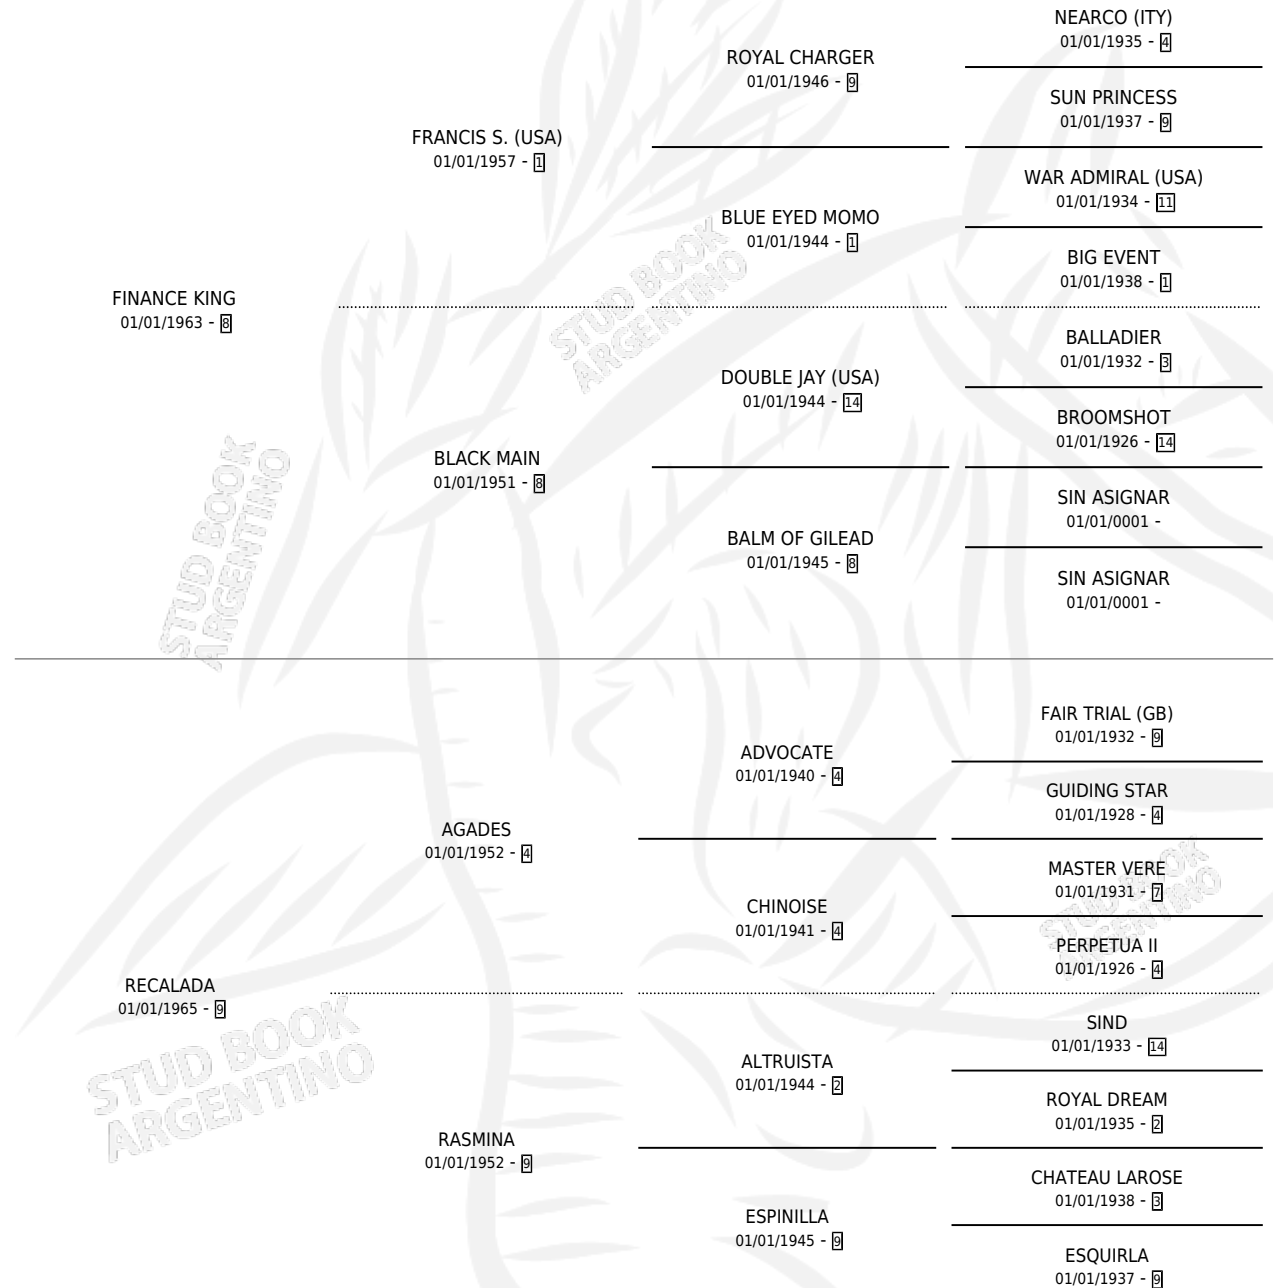 NEARCO (ITY)
01/01/1935 - 4
ROYAL CHARGER
01/01/1946 - 9
SUN PRINCESS
01/01/1937 - 9
FRANCIS S. (USA)
01/01/1957 - 1
WAR ADMIRAL (USA)
01/01/1934 - 11
BLUE EYED MOMO
01/01/1944 - 1
BIG EVENT
01/01/1938 - 1
FINANCE KING
01/01/1963 - 8
BALLADIER
01/01/1932 - 3
DOUBLE JAY (USA)
01/01/1944 - 14
BROOMSHOT
01/01/1926 - 14
BLACK MAIN
01/01/1951 - 8
SIN ASIGNAR
01/01/0001 -
BALM OF GILEAD
01/01/1945 - 8
SIN ASIGNAR
01/01/0001 -
FAIR TRIAL (GB)
01/01/1932 - 9
ADVOCATE
01/01/1940 - 4
GUIDING STAR
01/01/1928 - 4
AGADES
01/01/1952 - 4
MASTER VERE
01/01/1931 - 7
CHINOISE
01/01/1941 - 4
PERPETUA II
01/01/1926 - 4
RECALADA
01/01/1965 - 9
SIND
01/01/1933 - 14
ALTRUISTA
01/01/1944 - 2
ROYAL DREAM
01/01/1935 - 2
RASMINA
01/01/1952 - 9
CHATEAU LAROSE
01/01/1938 - 3
ESPINILLA
01/01/1945 - 9
ESQUIRLA
01/01/1937 - 9
STUD BOOK
ARGENTINO
STUD BOOK
ARGENTINO
STUD BOOK
ARGENTINO
STUD BOOK
ARGENTINO